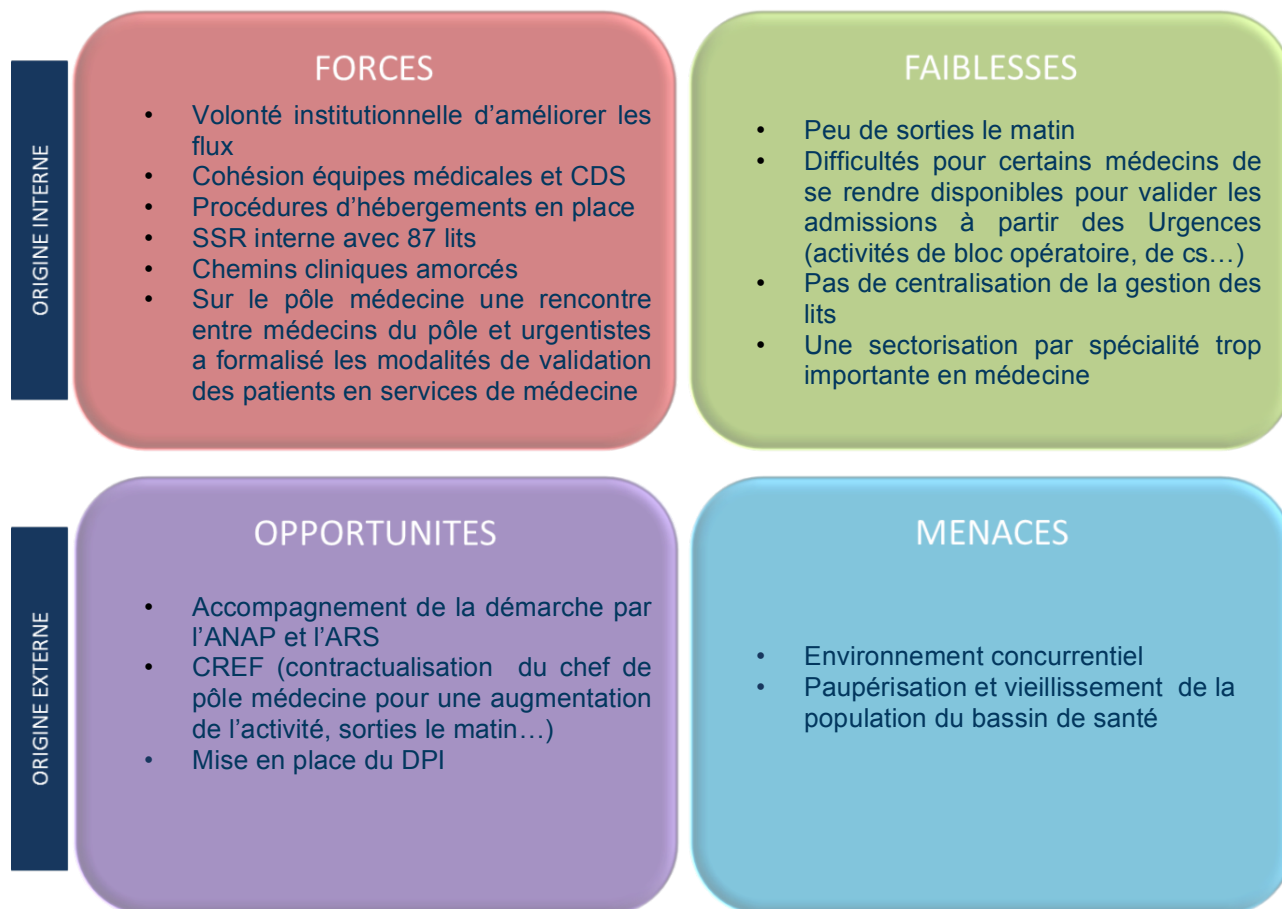 ORIGINE INTERNE
FORCES
• Volonté institutionnelle d’améliorer les
flux
• Cohésion équipes médicales et CDS
• Procédures d’hébergements en place
• SSR interne avec 87 lits
• Chemins cliniques amorcés
• Sur le pôle médecine une rencontre
entre médecins du pôle et urgentistes
a formalisé les modalités de validation
des patients en services de médecine
FAIBLESSES
• Peu de sorties le matin
• Difficultés pour certains médecins de
se rendre disponibles pour valider les
admissions à partir des Urgences
(activités de bloc opératoire, de cs…)
• Pas de centralisation de la gestion des
lits
• Une sectorisation par spécialité trop
importante en médecine
ORIGINE EXTERNE
OPPORTUNITES
• Accompagnement de la démarche par
l’ANAP et l’ARS
• CREF (contractualisation du chef de
pôle médecine pour une augmentation
de l’activité, sorties le matin…)
• Mise en place du DPI
MENACES
• Environnement concurrentiel
• Paupérisation et vieillissement de la
population du bassin de santé